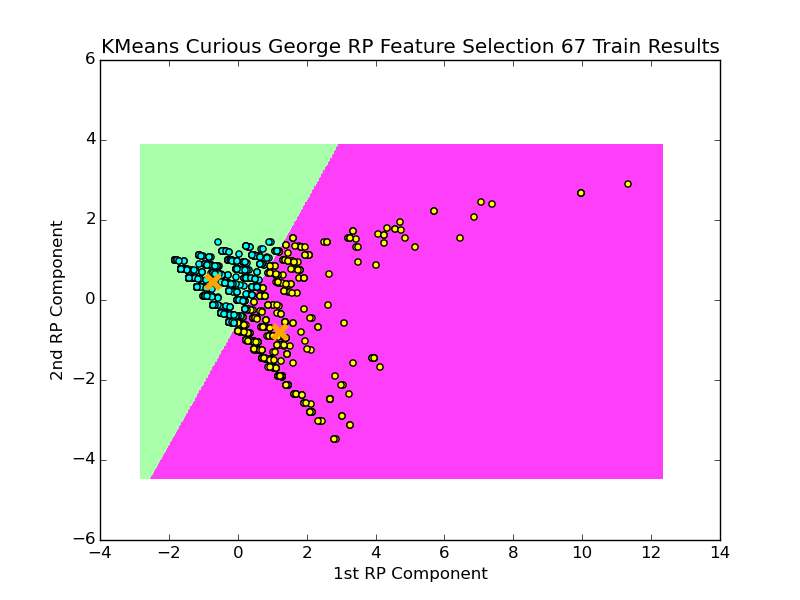 KMeans Curious George RP Feature Selection 67 Train Results
6
4
2
0
−2
−4
−6
2nd RP Component
−4 −2 0 2 4 6 8 10 12 14
1st RP Component